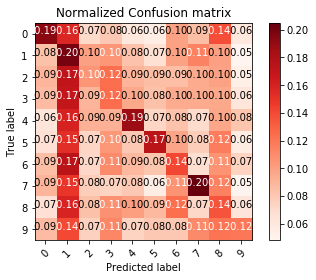 Normalized Confusion matrix
True label
0 0.19 0.16 0.07 0.08 0.06 0.06 0.10 0.09 0.14 0.06
1 0.08 0.20 0.10 0.10 0.08 0.07 0.10 0.11 0.10 0.05
2 0.09 0.17 0.10 0.12 0.09 0.09 0.09 0.10 0.10 0.05
3 0.09 0.17 0.09 0.12 0.10 0.08 0.10 0.10 0.10 0.06
4 0.06 0.16 0.09 0.09 0.19 0.09 0.08 0.07 0.10 0.08
5 0.07 0.15 0.07 0.10 0.08 0.17 0.10 0.08 0.12 0.06
6 0.06 0.17 0.07 0.11 0.09 0.08 0.14 0.07 0.11 0.07
7 0.09 0.15 0.08 0.07 0.08 0.06 0.11 0.20 0.12 0.05
8 0.07 0.16 0.08 0.11 0.10 0.09 0.12 0.07 0.14 0.06
9 0.09 0.14 0.07 0.11 0.07 0.08 0.08 0.11 0.12 0.12
0 1 2 3 4 5 6 7 8 9
Predicted label
0.20
0.18
0.16
0.14
0.12
0.10
0.08
0.06